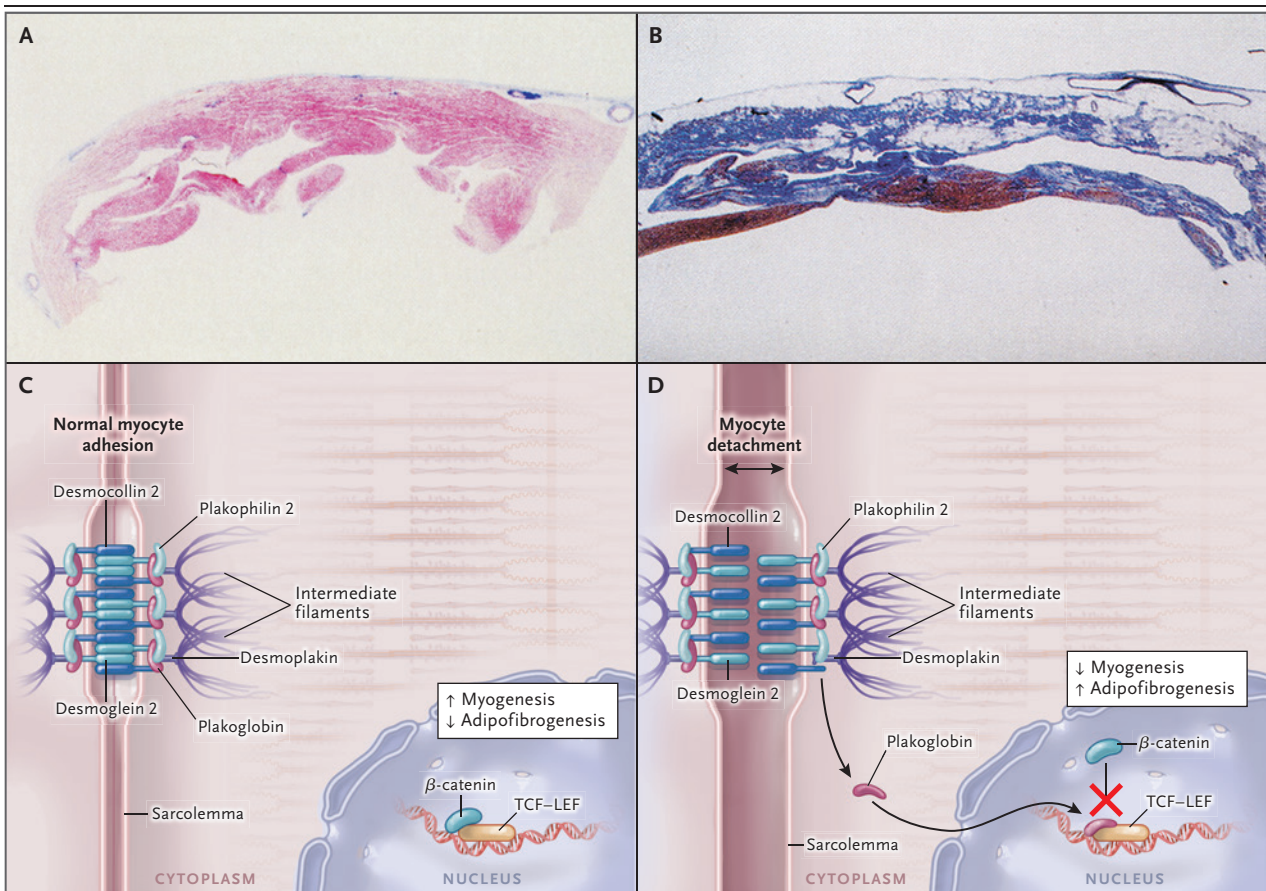 A
B
C
Normal myocyte
adhesion
Desmocollin 2
Plakophilin 2
Intermediate
filaments
Desmoplakin
Desmoglein 2
Plakoglobin
↑ Myogenesis
↓ Adipofibrogenesis
β-catenin
TCF–LEF
Sarcolemma
CYTOPLASM
NUCLEUS
D
Myocyte
detachment
Desmocollin 2
Plakophilin 2
Intermediate
filaments
Desmoplakin
Desmoglein 2
↓ Myogenesis
↑ Adipofibrogenesis
Plakoglobin
β-catenin
TCF–LEF
Sarcolemma
CYTOPLASM
NUCLEUS